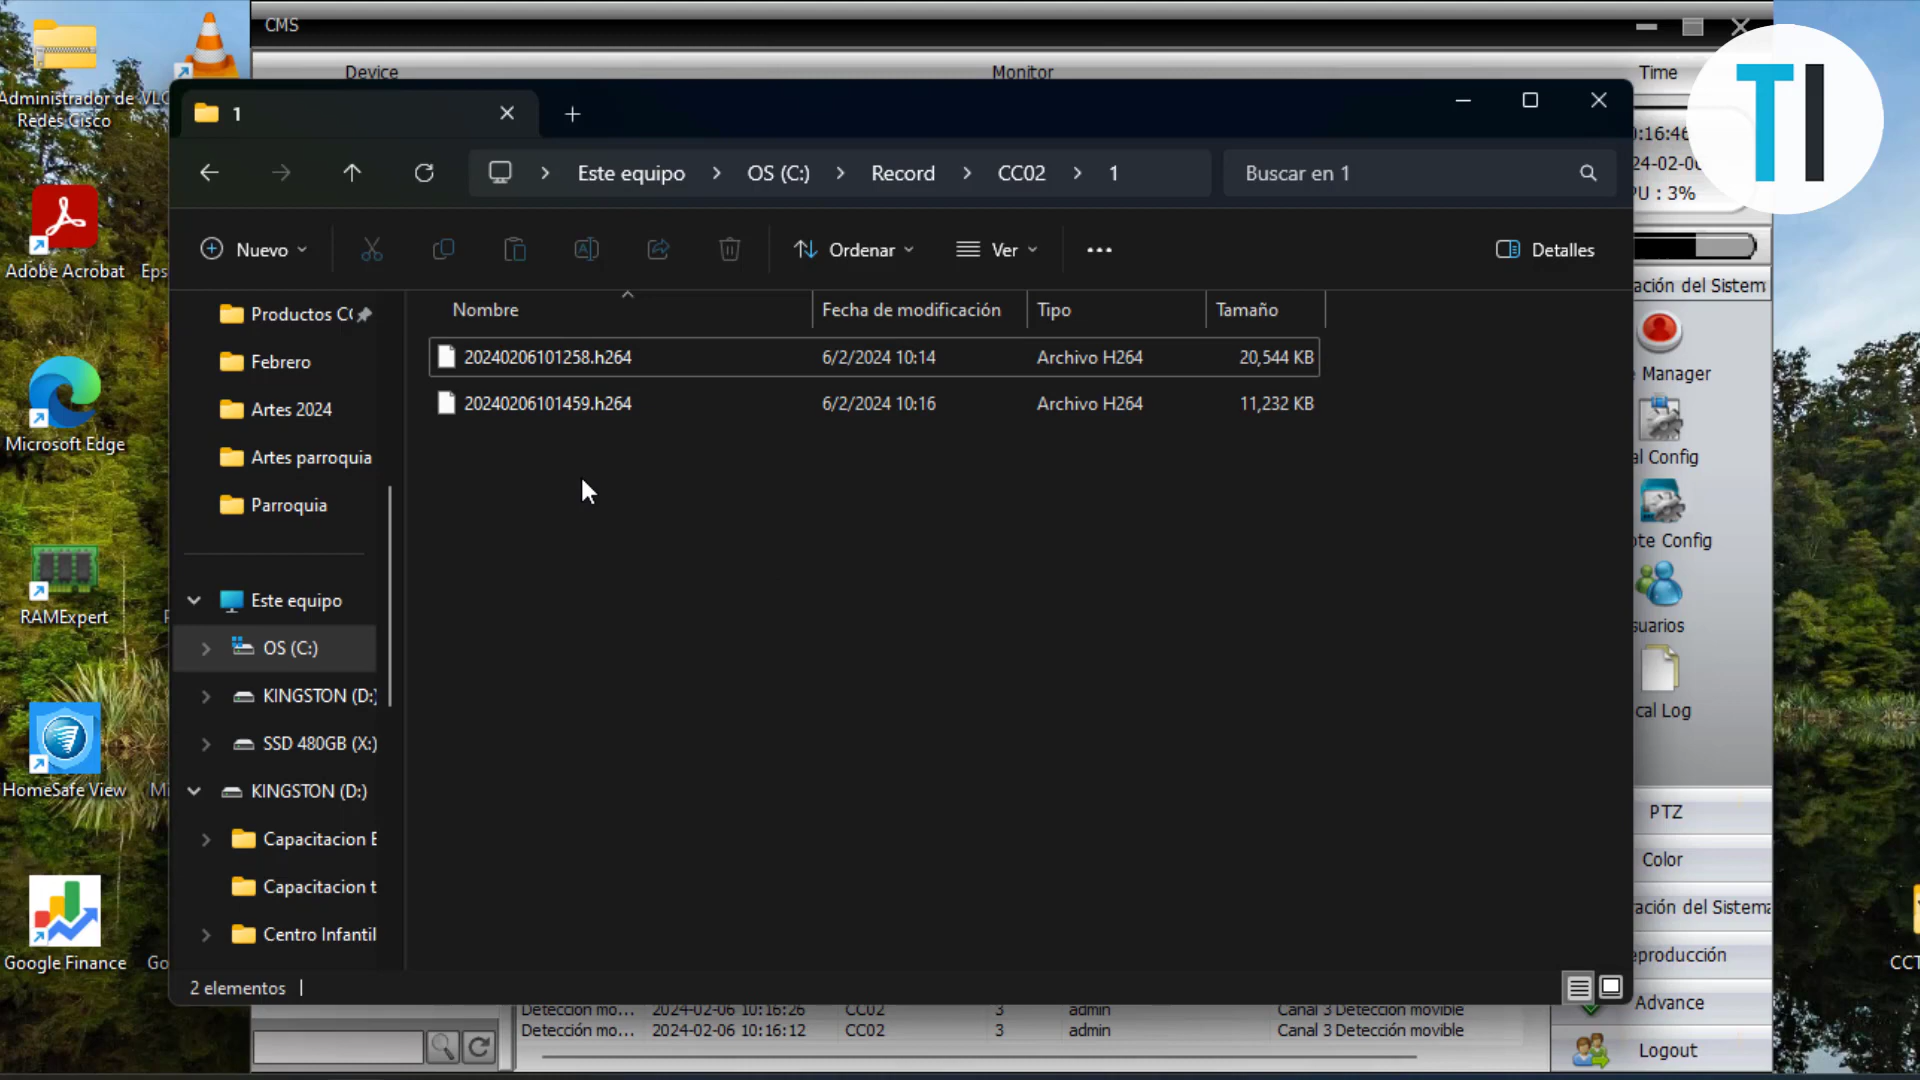 CMS
Device
Monitor
Time
TI
Administrador de
Redes Cisco
VLC
Adobe Acrobat
Eps
Microsoft Edge
RAMExpert
HomeSafe View
Mi
Google Finance
Go
1
Este equipo
OS (C:)
Record
CC02
1
Buscar en 1
:16:46
24-02-06
PU : 3%
Nuevo
Ordenar
Ver
Detalles
Nombre
Fecha de modificación
Tipo
Tamaño
20240206101258.h264
6/2/2024 10:14
Archivo H264
20,544 KB
20240206101459.h264
6/2/2024 10:16
Archivo H264
11,232 KB
Productos CC
Febrero
Artes 2024
Artes parroquia
Parroquia
Este equipo
OS (C:)
KINGSTON (D:)
SSD 480GB (X:)
KINGSTON (D:)
Capacitacion E
Capacitacion t
Centro Infantil
2 elementos
ación del Sistem
Manager
al Config
ote Config
suarios
cal Log
PTZ
Color
ración del Sistema
eproducción
Advance
Logout
CCT
Detección mo... 2024-02-06 10:16:26 CC02 3 admin Canal 3 Detección movible
Detección mo... 2024-02-06 10:16:12 CC02 3 admin Canal 3 Detección movible